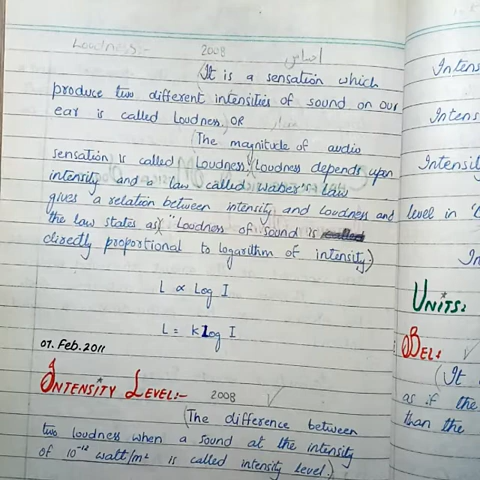 Loudness:- 2008 احساس
(It is a sensation which
produce two different intensities of sound on our
ear is called Loudness.) OR
(The magnitude of audio
sensation is called Loudness.) (Loudness depends upon
intensity and a law called waber's law
gives a relation between intensity and loudness and
the law states as) "Loudness of sound is
directly proportional to logarithm of intensity)
L ∝ Log I
L = k Log I
07. Feb. 2011
INTENSITY LEVEL:- 2008
(The difference between
two loudness when a sound at the intensity
of 10⁻¹² watt/m² is called intensity level.)
Intens
Intens
Intensity
level in
In
UNITS:
BEL:
(It
as if the
than the